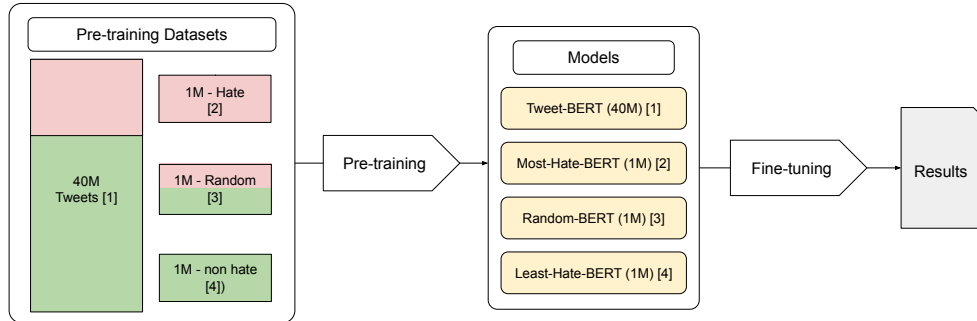 Pre-training Datasets
40M
Tweets [1]
1M - Hate
[2]
1M - Random
[3]
1M - non hate
[4])
Pre-training
Models
Tweet-BERT (40M) [1]
Most-Hate-BERT (1M) [2]
Random-BERT (1M) [3]
Least-Hate-BERT (1M) [4]
Fine-tuning
Results